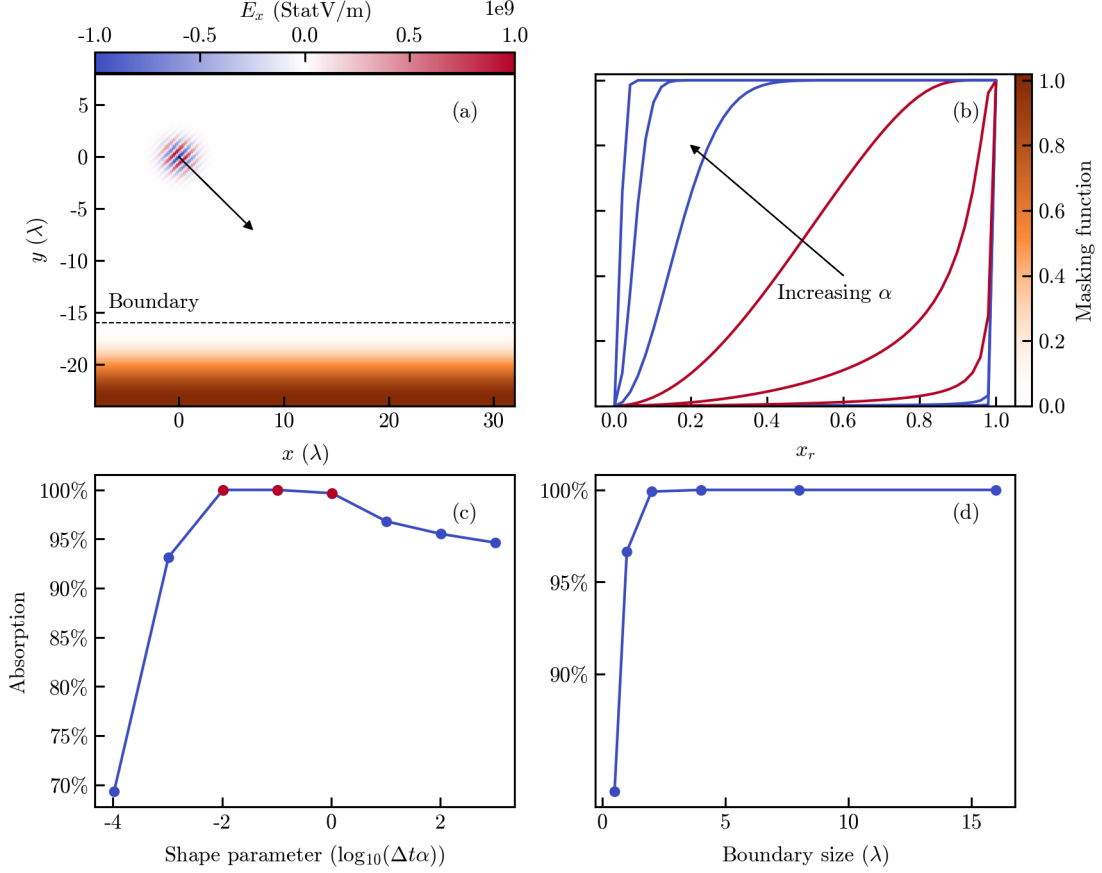 E_x (StatV/m)
1e9
-1.0 -0.5 0.0 0.5 1.0
5
0
-5
-10
-15
-20
y (λ)
(a)
Boundary
0 10 20 30
x (λ)
(b)
Increasing α
0.0 0.2 0.4 0.6 0.8 1.0
x_r
1.0
0.8
0.6
0.4
0.2
0.0
Masking function
100%
95%
90%
85%
80%
75%
70%
Absorption
(c)
-4 -2 0 2
Shape parameter (log₁₀(Δtα))
100%
95%
90%
(d)
0 5 10 15
Boundary size (λ)